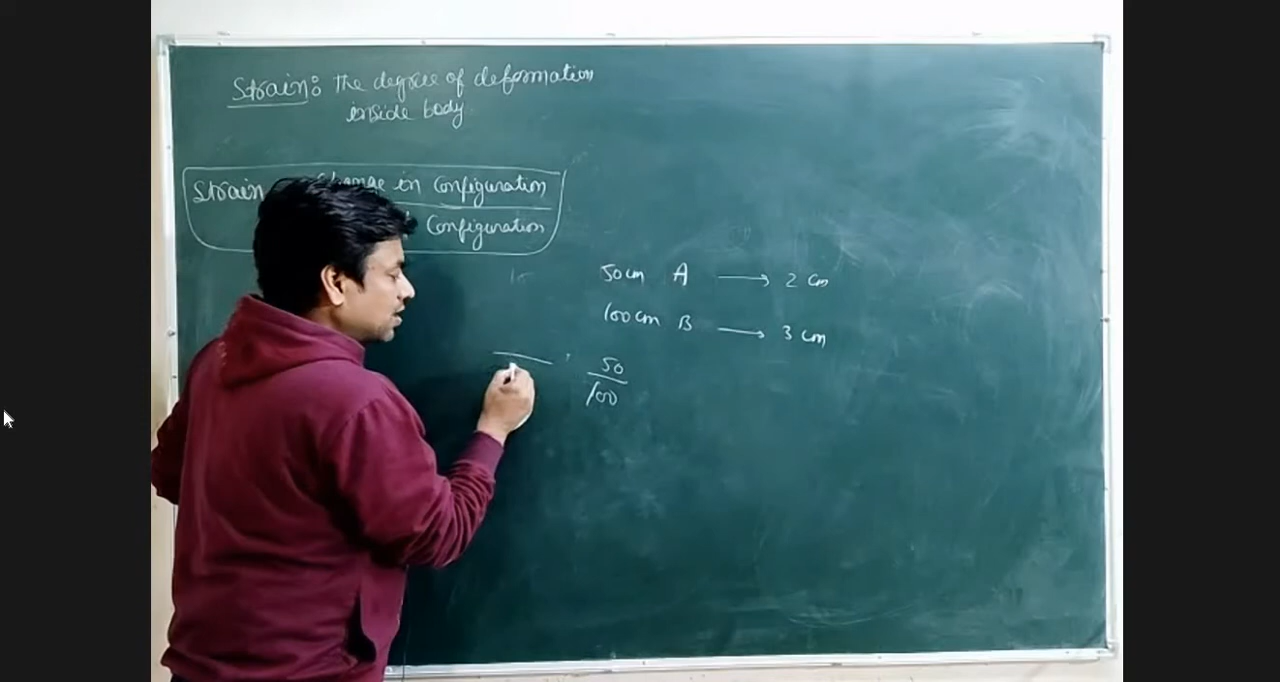 Strain: The degree of deformation
inside body
Strain change in Configuration
Configuration
50cm A → 2 cm
100cm B → 3 cm
50
100